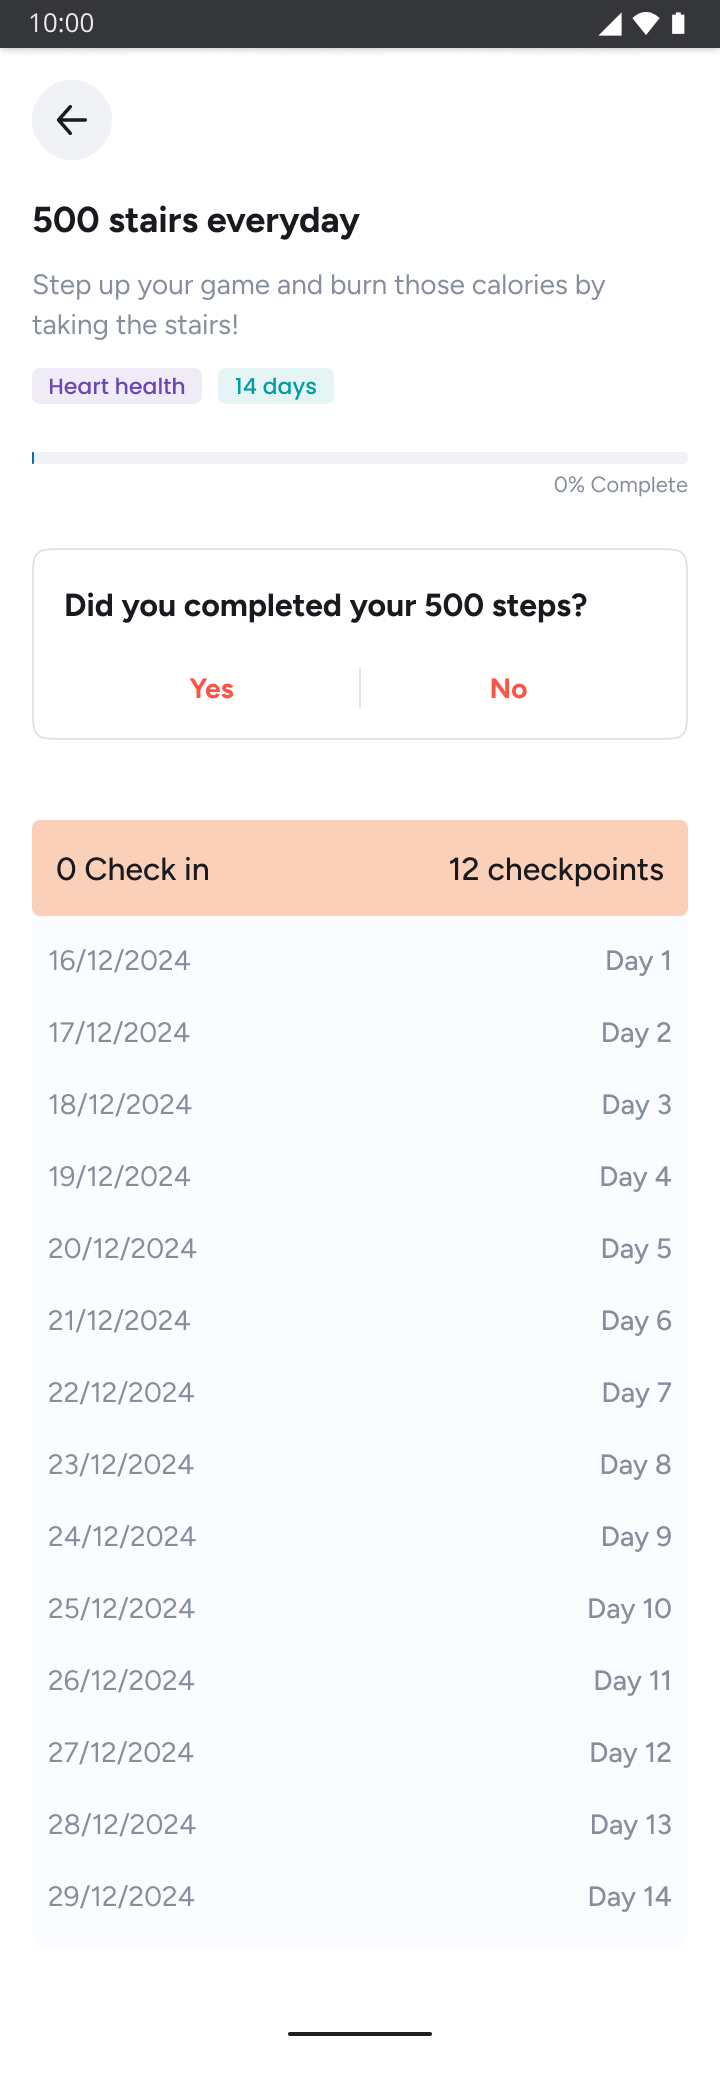 10:00
500 stairs everyday
Step up your game and burn those calories by
taking the stairs!
Heart health 14 days
0% Complete
Did you completed your 500 steps?
Yes No
0 Check in 12 checkpoints
16/12/2024 Day 1
17/12/2024 Day 2
18/12/2024 Day 3
19/12/2024 Day 4
20/12/2024 Day 5
21/12/2024 Day 6
22/12/2024 Day 7
23/12/2024 Day 8
24/12/2024 Day 9
25/12/2024 Day 10
26/12/2024 Day 11
27/12/2024 Day 12
28/12/2024 Day 13
29/12/2024 Day 14